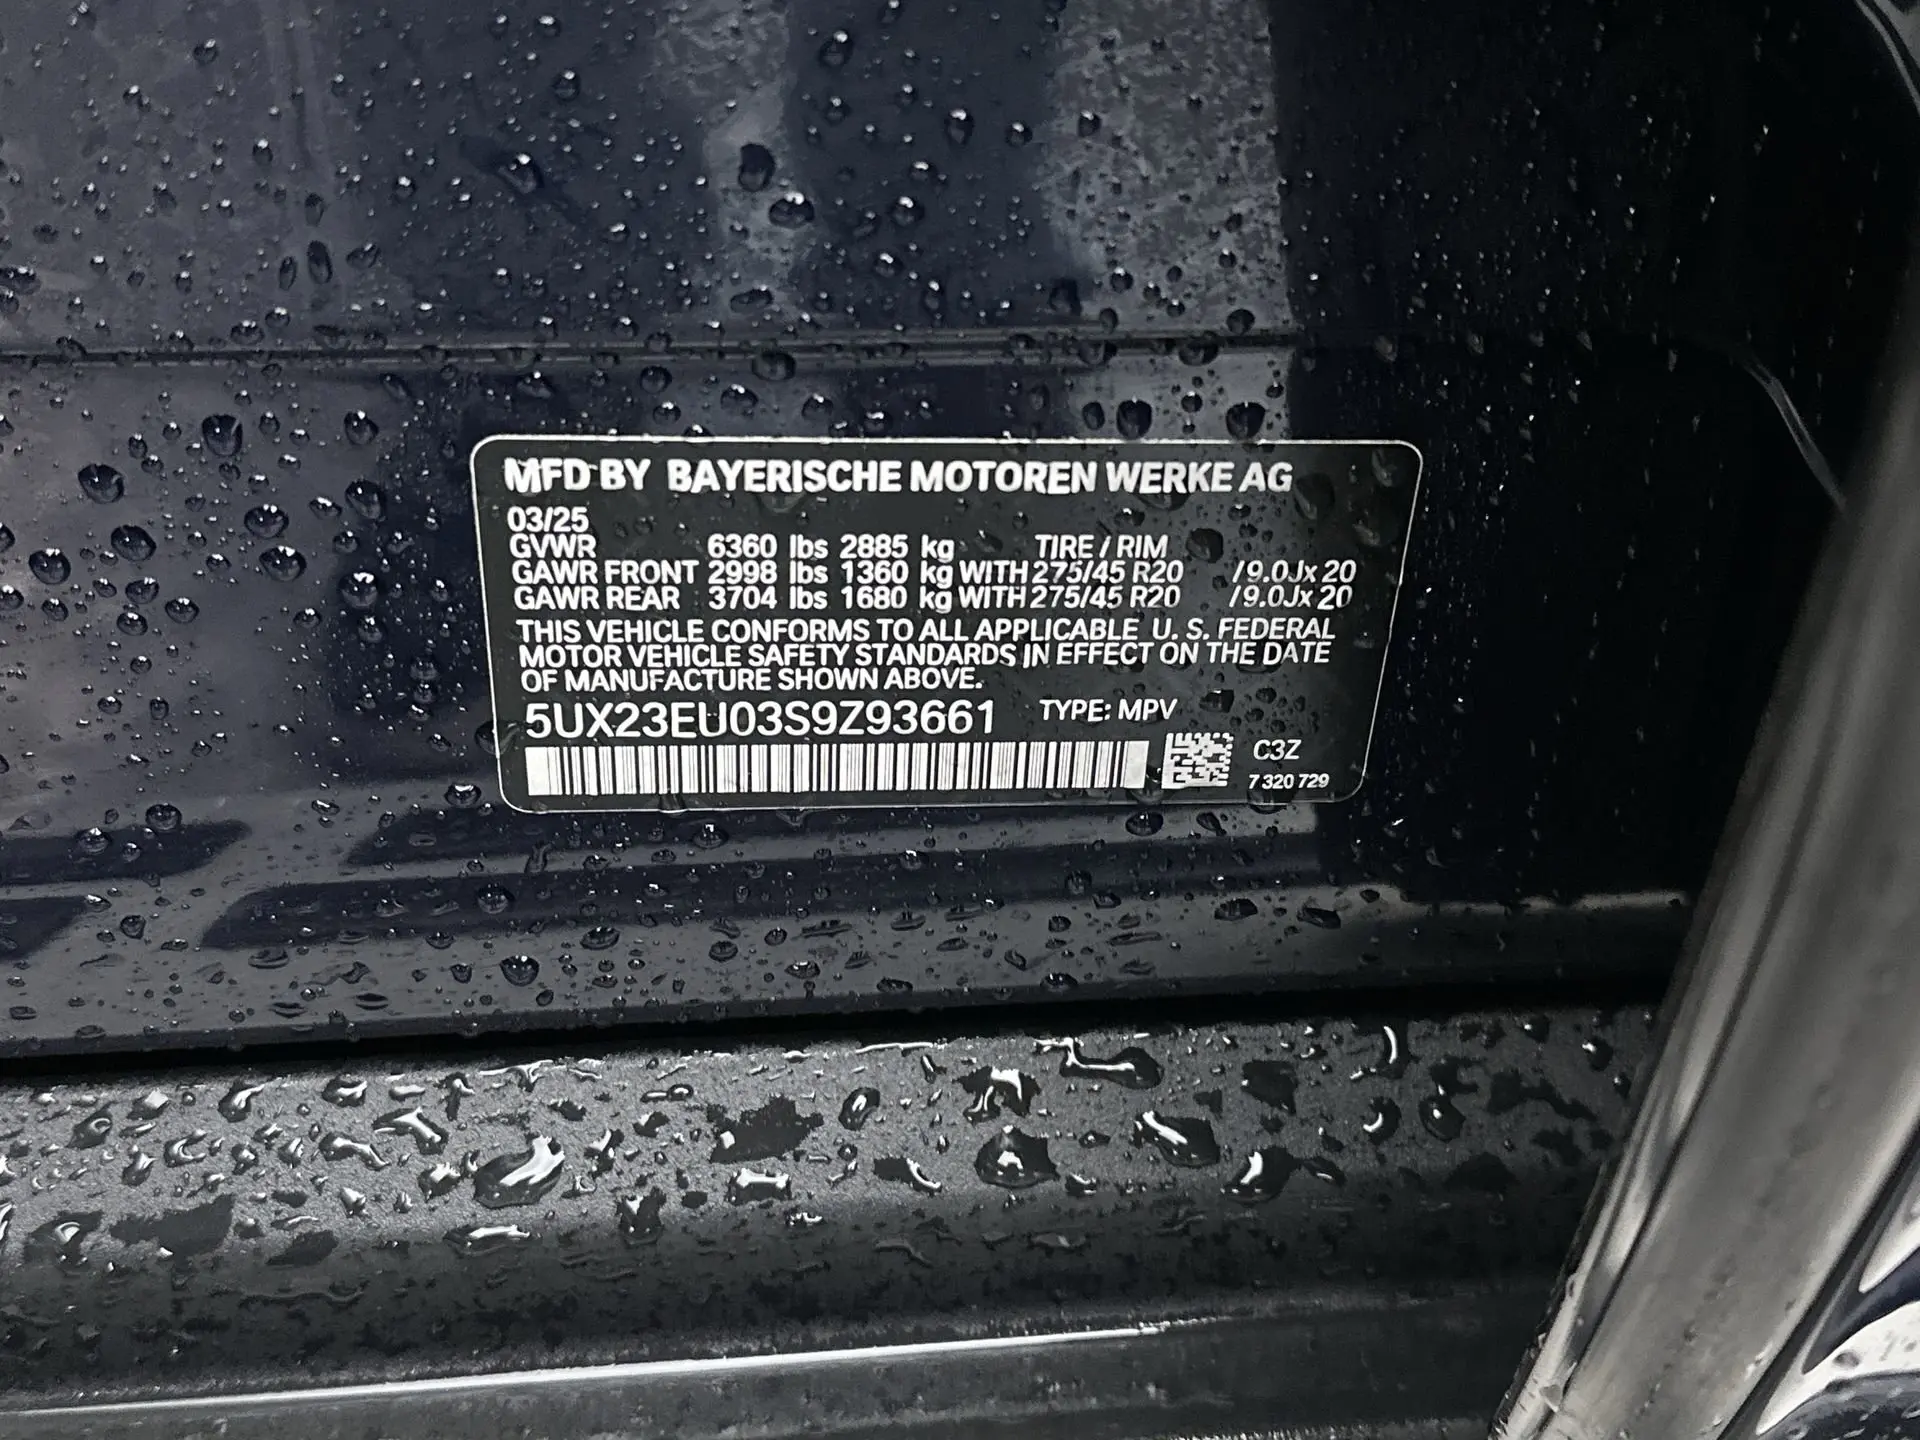 MFD BY BAYERISCHE MOTOREN WERKE AG
03/25
GVWR 6360 lbs 2885 kg TIRE / RIM
GAWR FRONT 2998 lbs 1360 kg WITH 275/45 R20 /9.0Jx20
GAWR REAR 3704 lbs 1680 kg WITH 275/45 R20 /9.0Jx20
THIS VEHICLE CONFORMS TO ALL APPLICABLE U. S. FEDERAL
MOTOR VEHICLE SAFETY STANDARDS IN EFFECT ON THE DATE
OF MANUFACTURE SHOWN ABOVE.
5UX23EU03S9Z93661 TYPE: MPV
C3Z
7 320 729